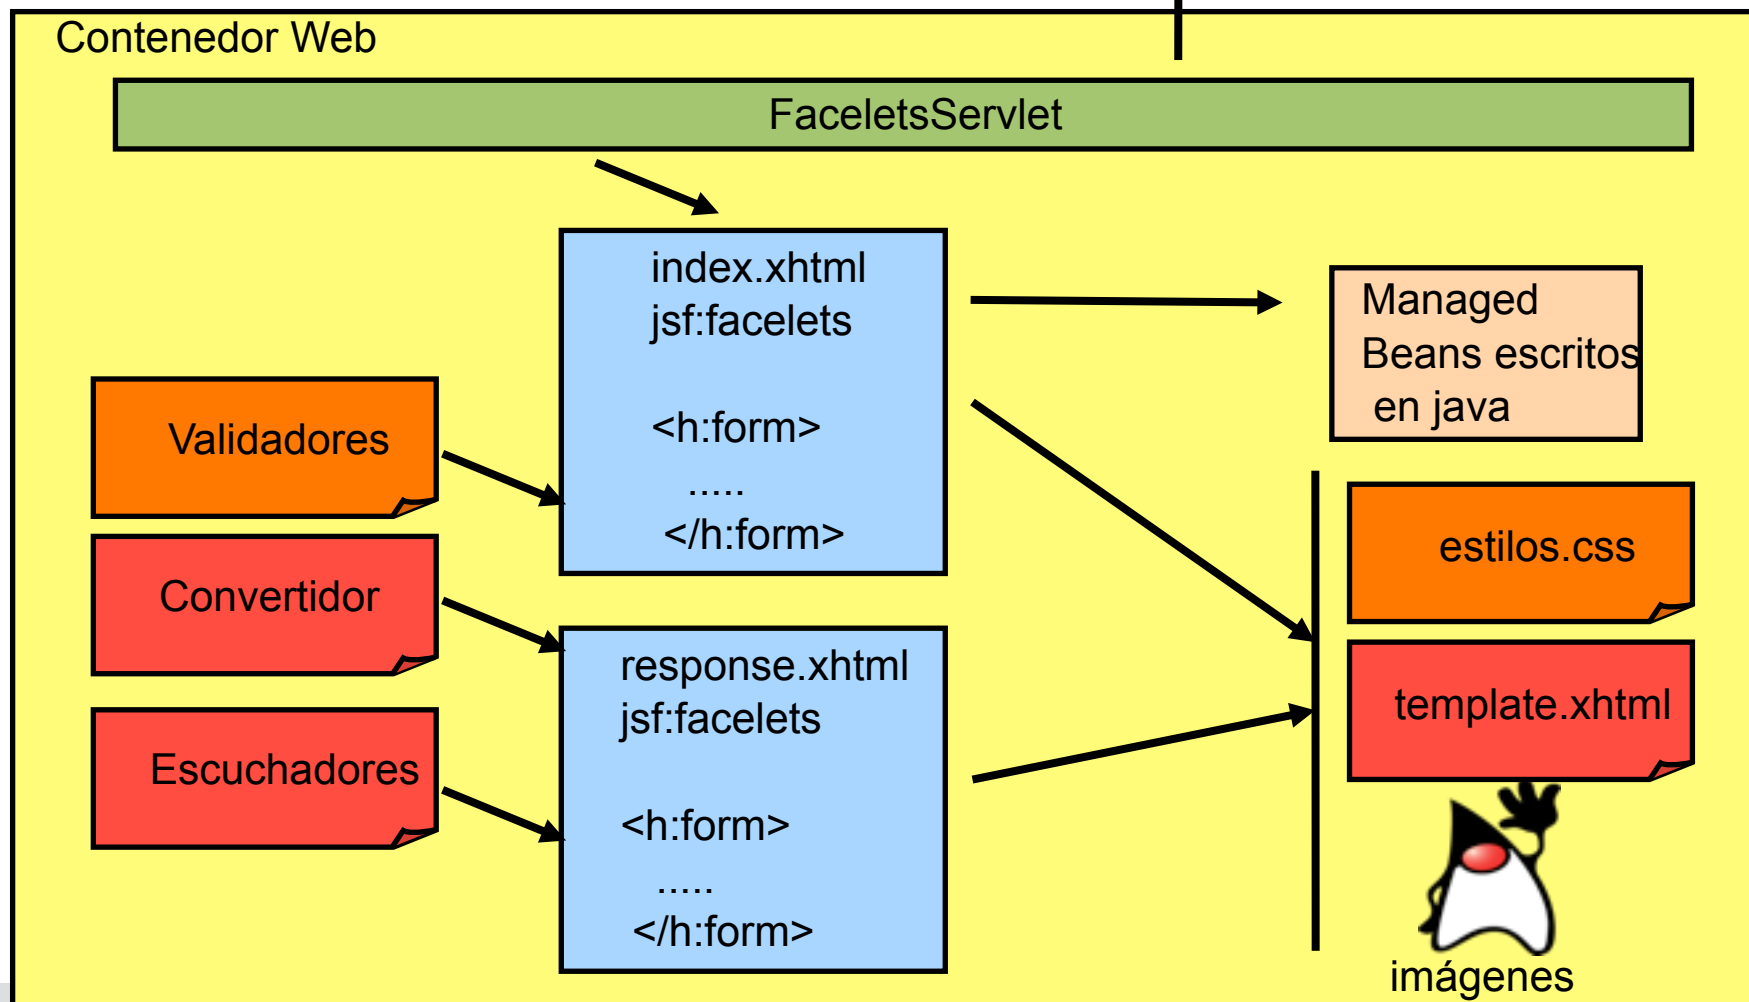 Contenedor Web
FaceletsServlet
index.xhtml
jsf:facelets
<h:form>
.....
</h:form>
Managed
Beans escritos
en java
Validadores
Convertidor
Escuchadores
response.xhtml
jsf:facelets
<h:form>
.....
</h:form>
estilos.css
template.xhtml
imágenes